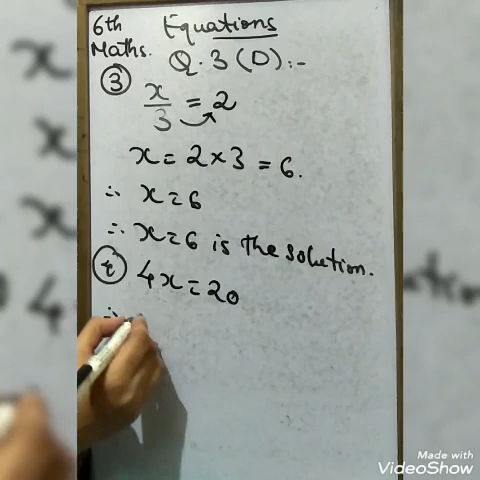 6th Equations
Maths. Q.3 (D):-
③ x/3 = 2
x = 2 × 3 = 6.
∴ x = 6
∴ x = 6 is the solution.
४ 4x = 20
∴
Made with
VideoShow